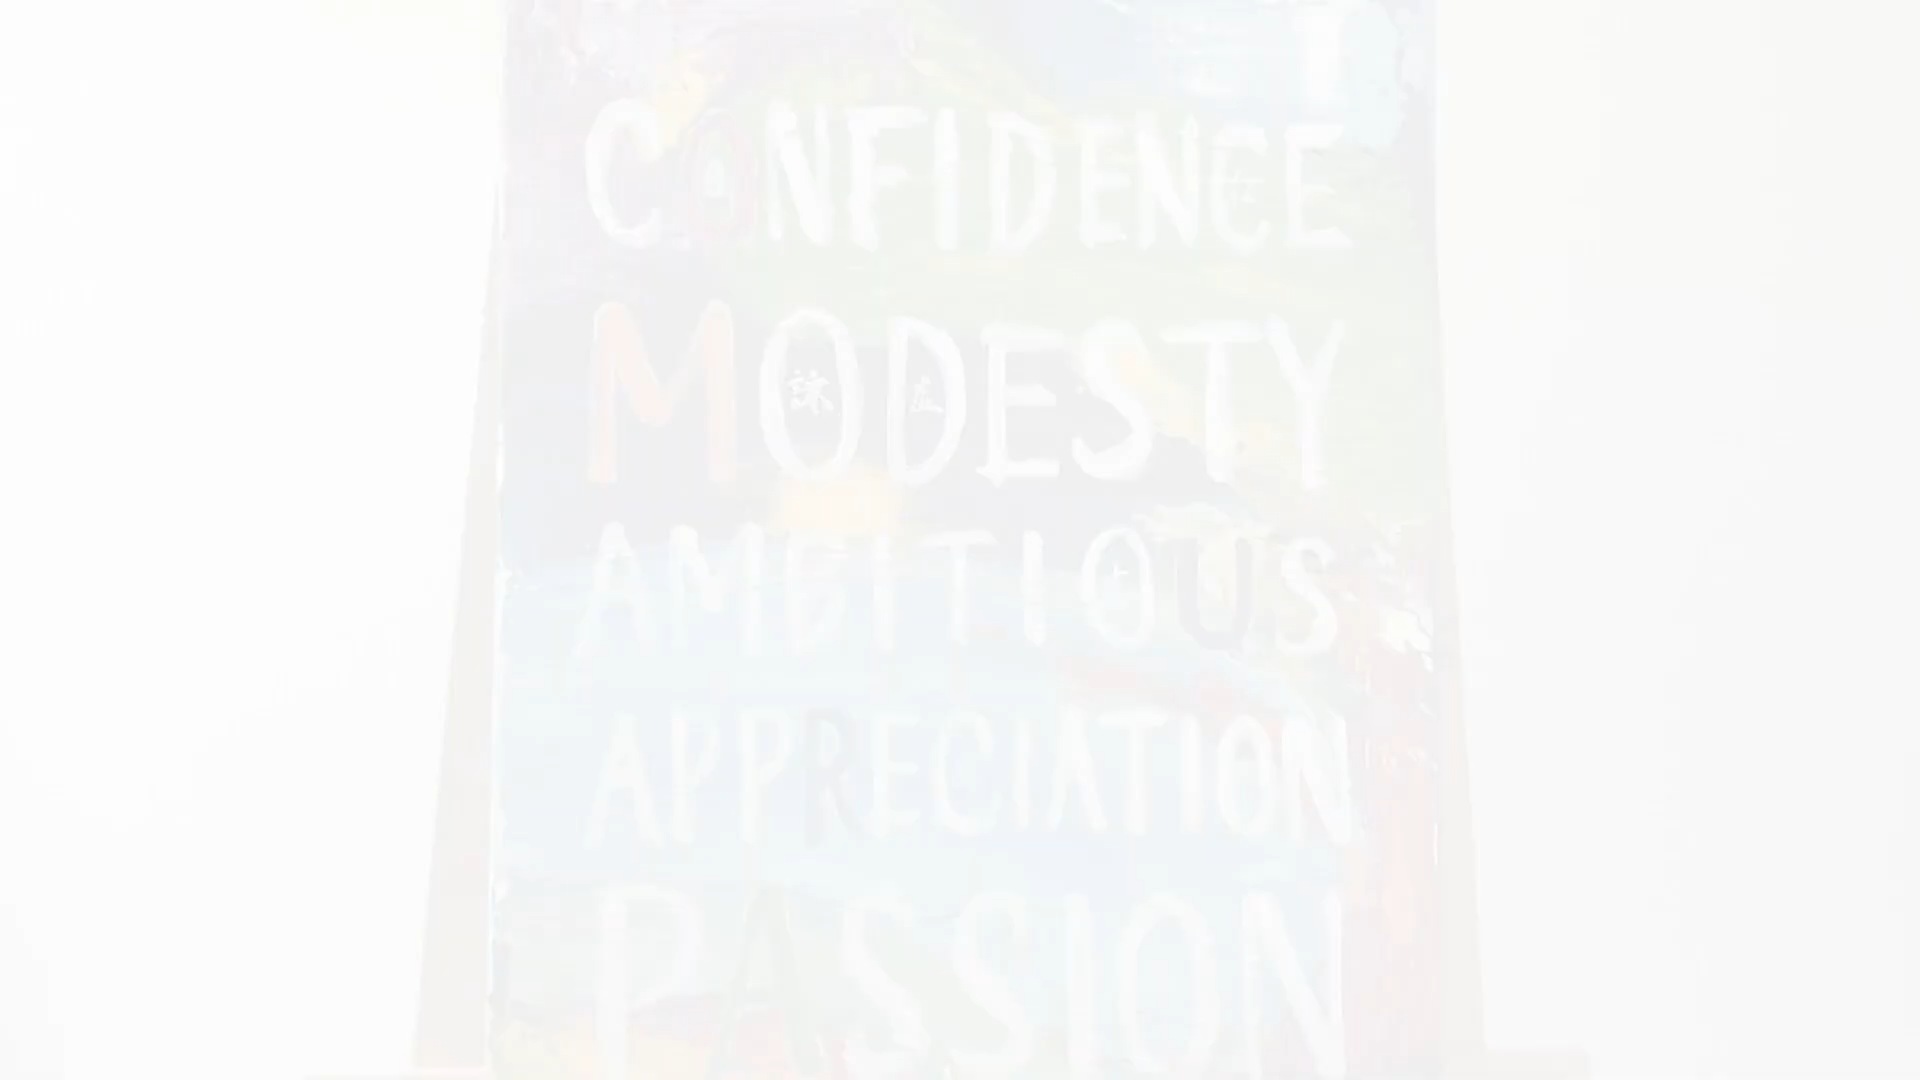 CONFIDENCE
MODESTY
AMBITIOUS
APPRECIATION
PASSION